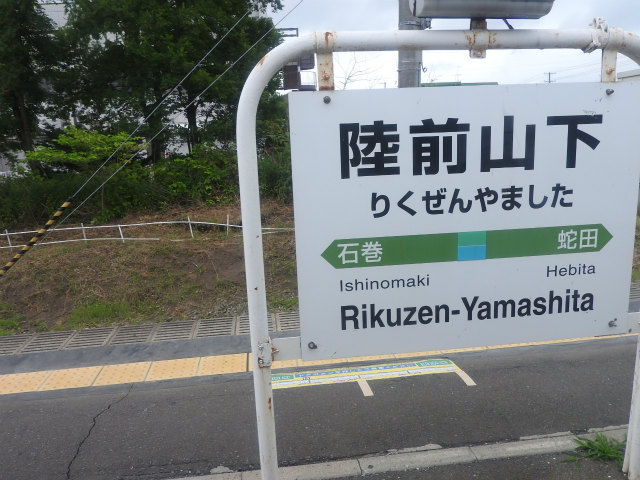 陸前山下
りくぜんやました
石巻 蛇田
Ishinomaki Hebita
Rikuzen-Yamashita